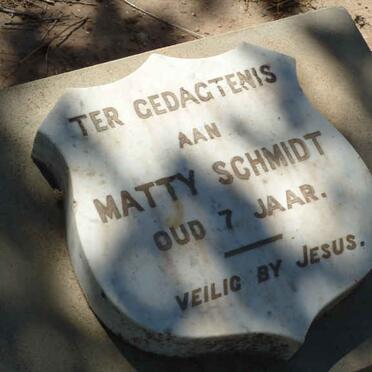 TER GEDAGTENIS
AAN
MATTY SCHMIDT
OUD 7 JAAR.
VEILIG BY JESUS.